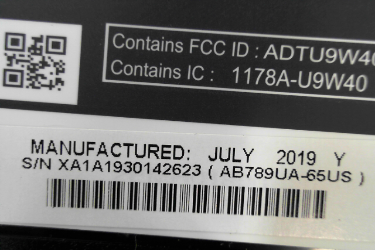 Contains FCC ID : ADTU9W40
Contains IC : 1178A-U9W40
MANUFACTURED: JULY 2019 Y
S/N XA1A1930142623 ( AB789UA-65US )